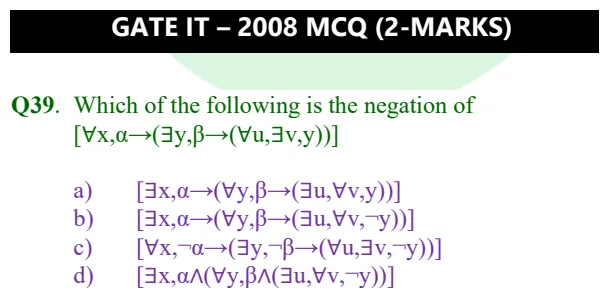 GATE IT – 2008 MCQ (2-MARKS)
Q39. Which of the following is the negation of
[∀x,α→(∃y,β→(∀u,∃v,y))]
a) [∃x,α→(∀y,β→(∃u,∀v,y))]
b) [∃x,α→(∀y,β→(∃u,∀v,¬y))]
c) [∀x,¬α→(∃y,¬β→(∀u,∃v,¬y))]
d) [∃x,α∧(∀y,β∧(∃u,∀v,¬y))]